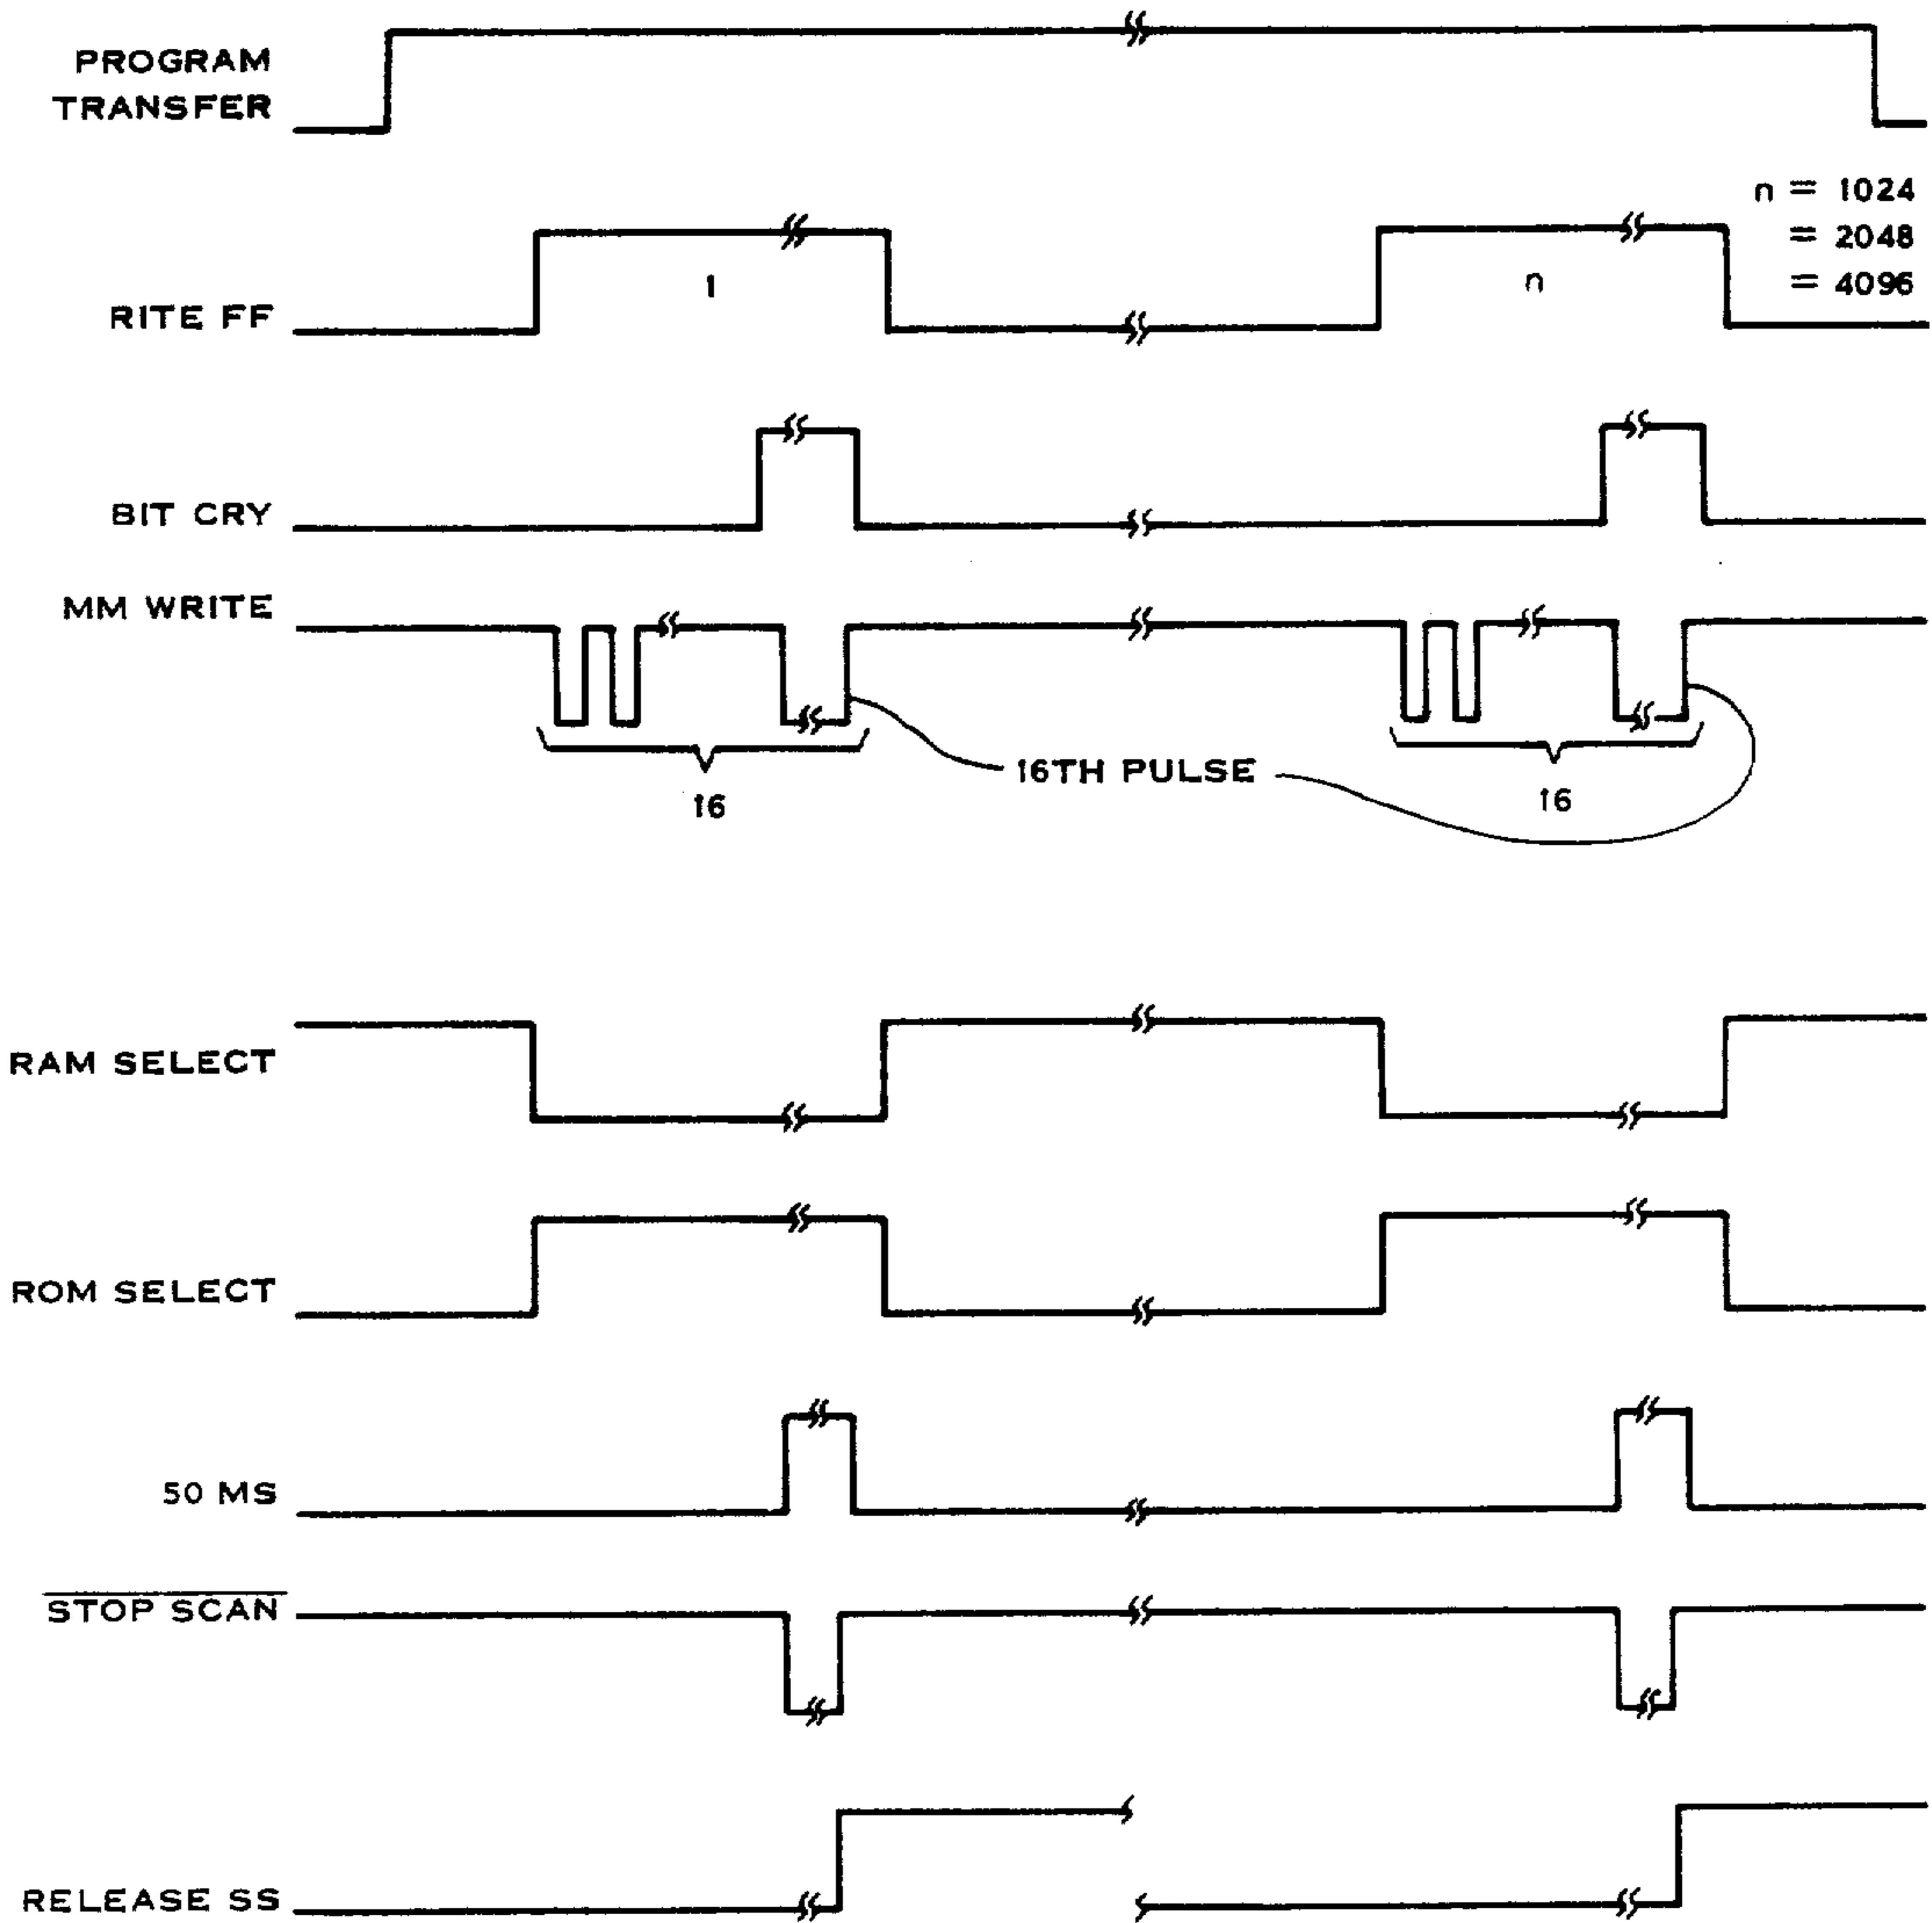 PROGRAM
TRANSFER
n = 1024
= 2048
= 4096
RITE FF
1
n
BIT CRY
MM WRITE
16TH PULSE
16
16
RAM SELECT
ROM SELECT
50 MS
STOP SCAN
RELEASE SS